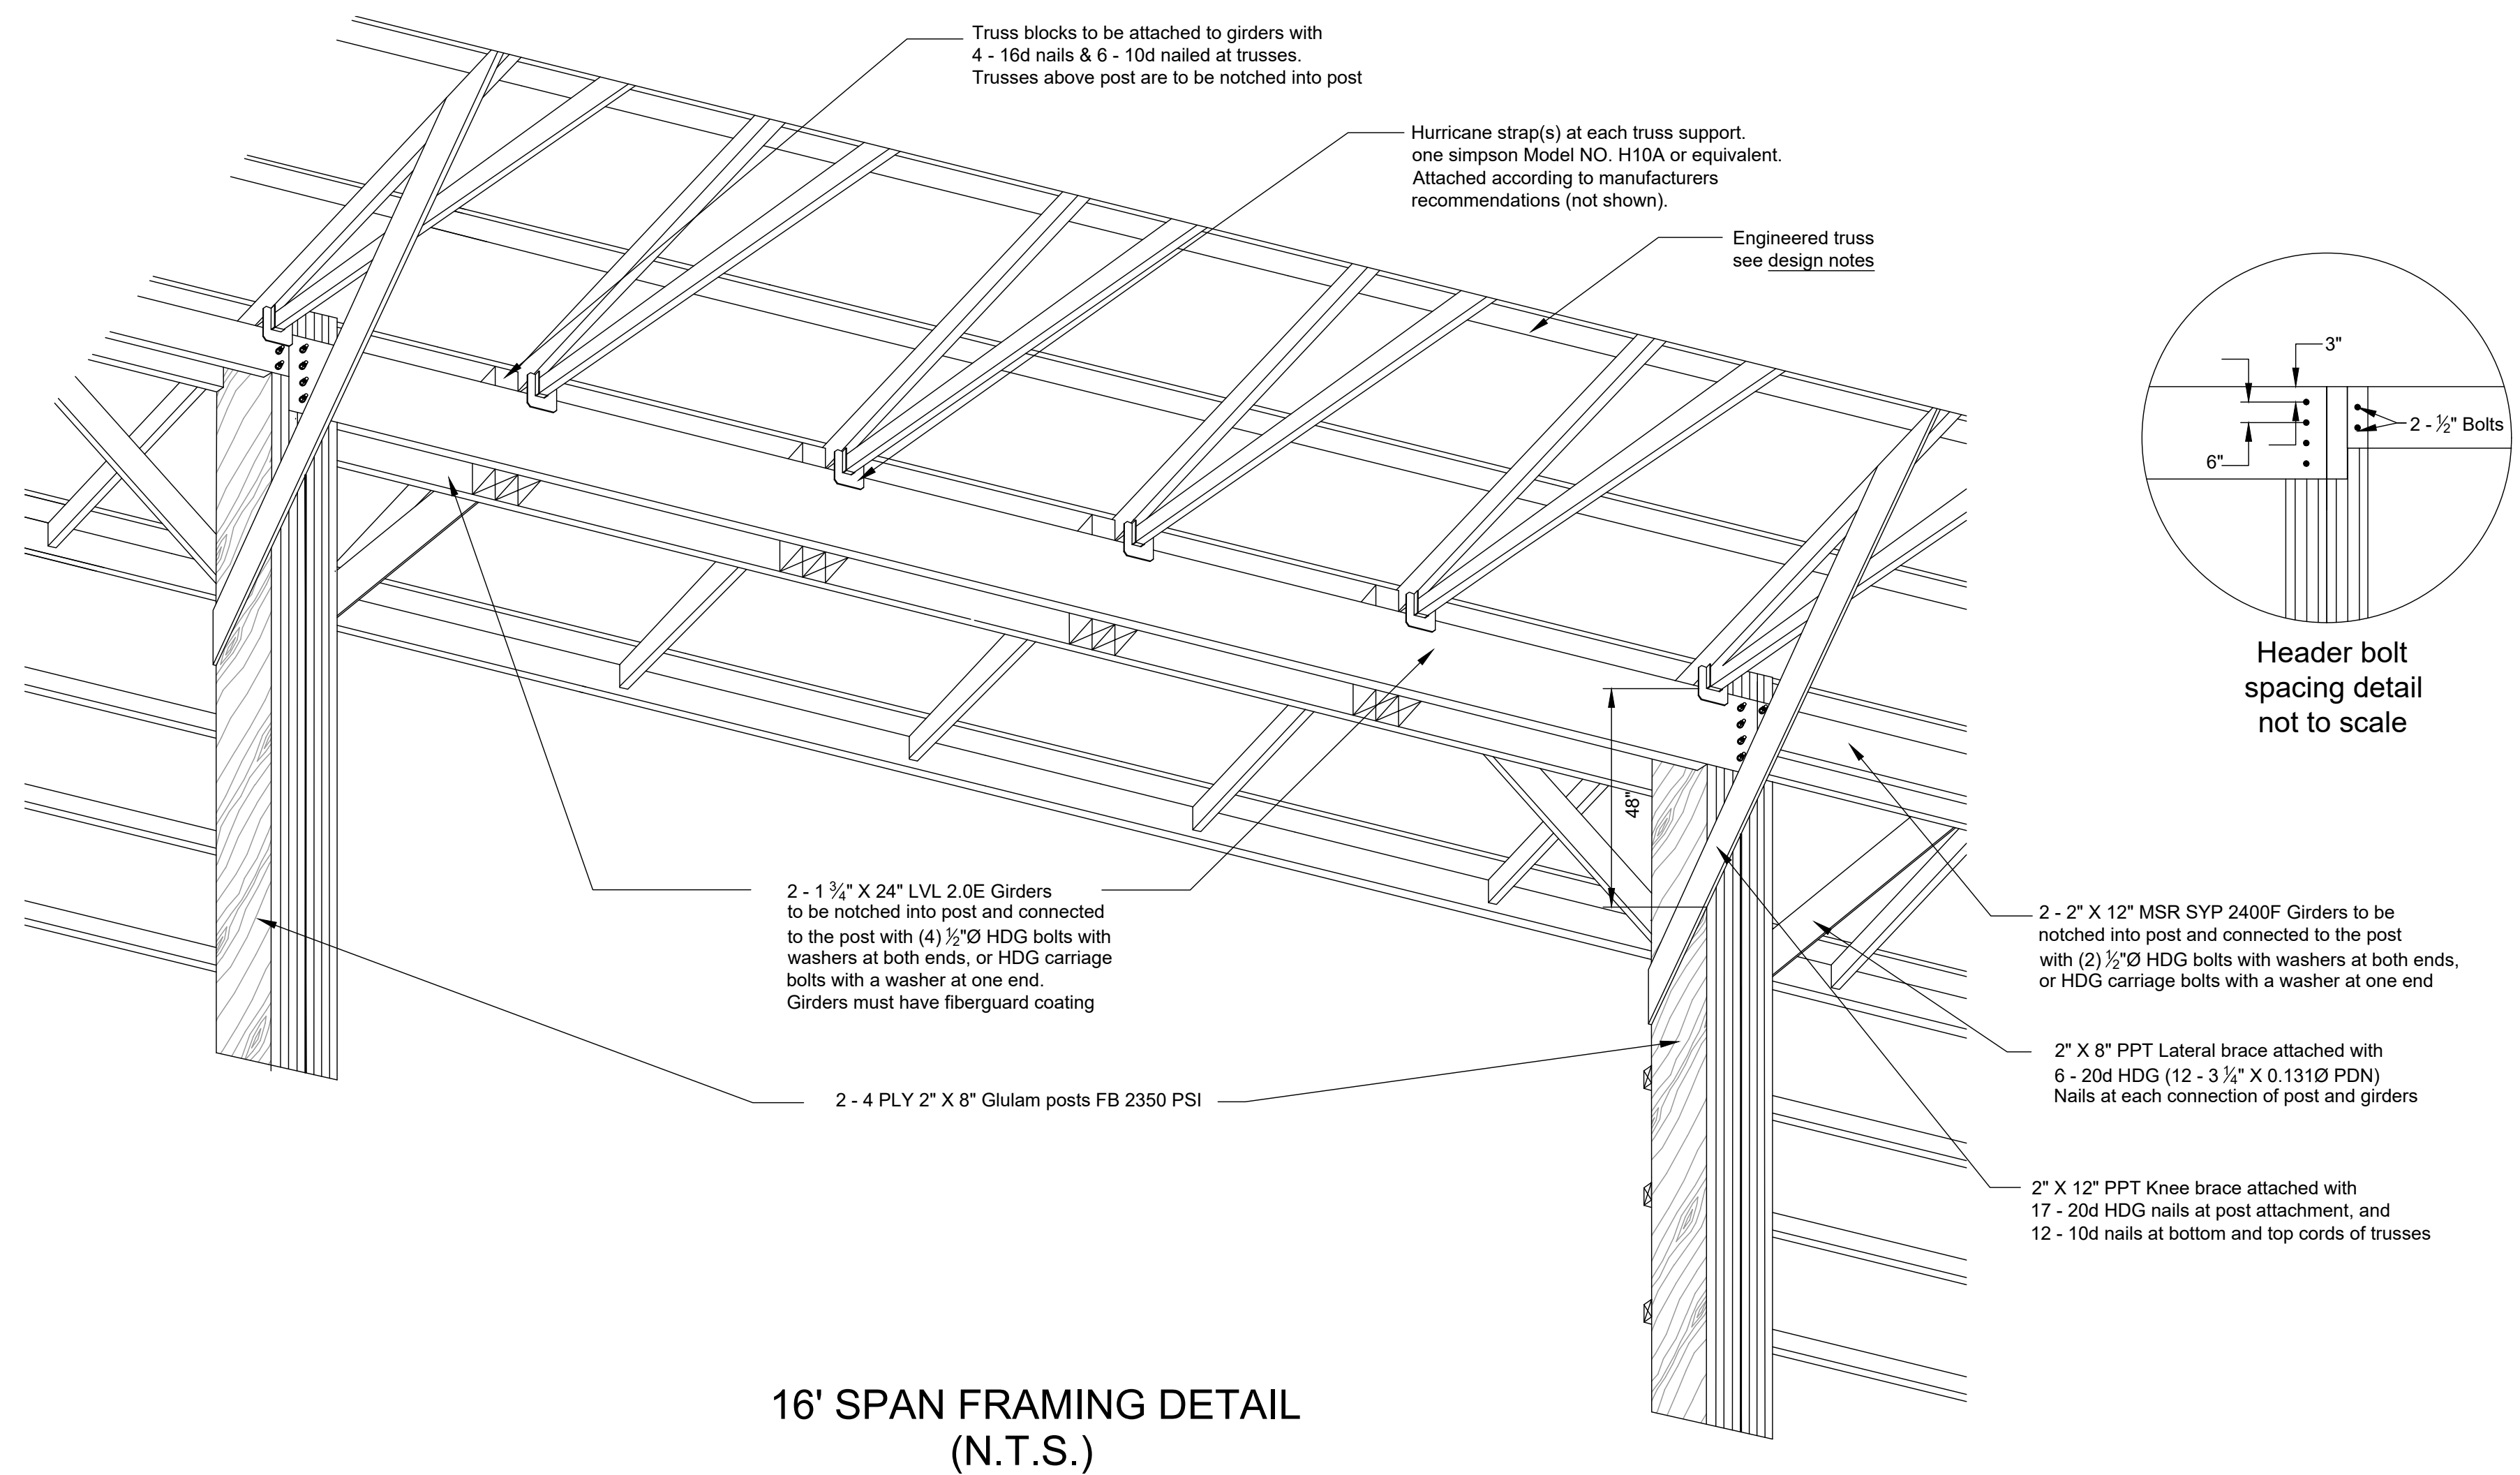 Truss blocks to be attached to girders with
4 - 16d nails & 6 - 10d nailed at trusses.
Trusses above post are to be notched into post
Hurricane strap(s) at each truss support.
one simpson Model NO. H10A or equivalent.
Attached according to manufacturers
recommendations (not shown).
Engineered truss
see design notes
3"
2 - ½" Bolts
6"
Header bolt
spacing detail
not to scale
48"
2 - 1 ¾" X 24" LVL 2.0E Girders
to be notched into post and connected
to the post with (4) ½"Ø HDG bolts with
washers at both ends, or HDG carriage
bolts with a washer at one end.
Girders must have fiberguard coating
2 - 2" X 12" MSR SYP 2400F Girders to be
notched into post and connected to the post
with (2) ½"Ø HDG bolts with washers at both ends,
or HDG carriage bolts with a washer at one end
2" X 8" PPT Lateral brace attached with
6 - 20d HDG (12 - 3 ¼" X 0.131Ø PDN)
Nails at each connection of post and girders
2 - 4 PLY 2" X 8" Glulam posts FB 2350 PSI
2" X 12" PPT Knee brace attached with
17 - 20d HDG nails at post attachment, and
12 - 10d nails at bottom and top cords of trusses
16' SPAN FRAMING DETAIL
(N.T.S.)